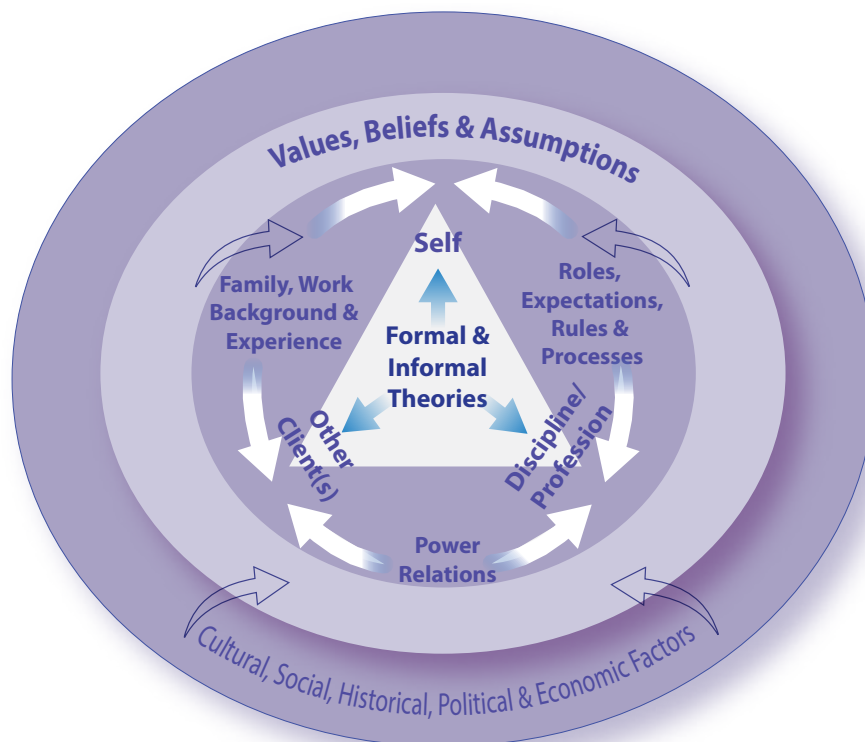 Values, Beliefs & Assumptions
Self
Family, Work
Background &
Experience
Roles,
Expectations,
Rules &
Processes
Formal &
Informal
Theories
Other
Client(s)
Discipline/
Profession
Power
Relations
Cultural, Social, Historical, Political & Economic Factors